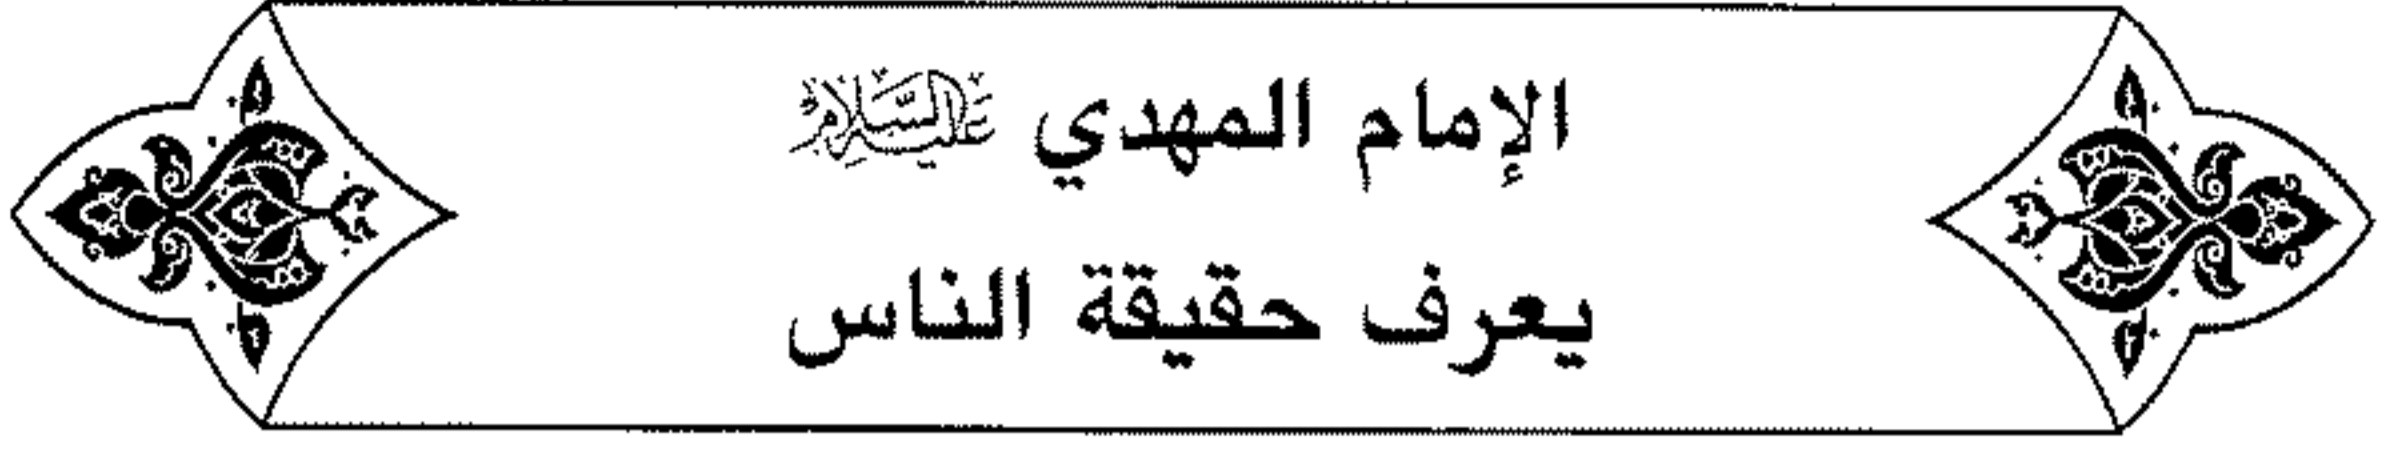 الإمام المهدي عليه السلام
يعرف حقيقة الناس